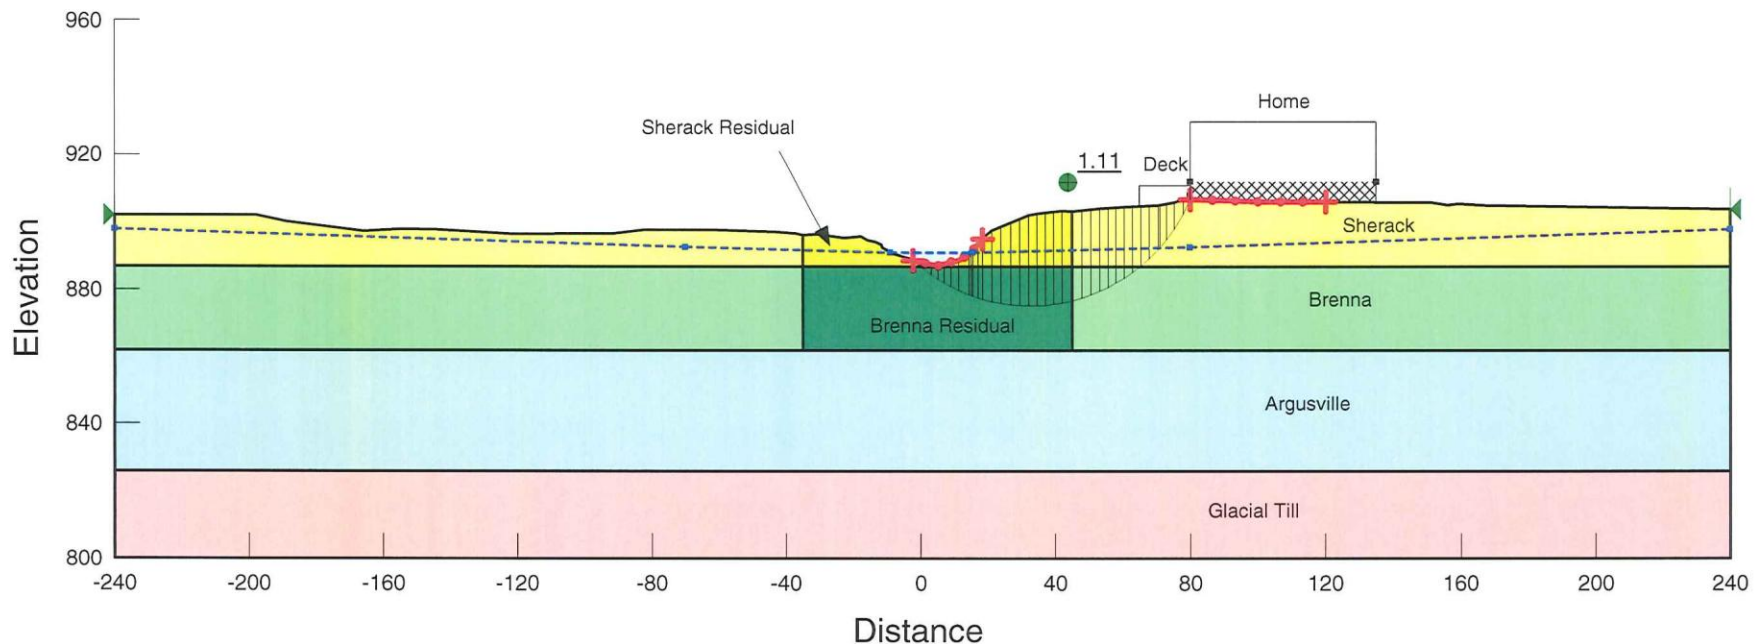 960
Home
Sherack Residual
920
1.11
Deck
Sherack
880
Brenna
Brenna Residual
Elevation
840
Argusville
Glacial Till
800
-240 -200 -160 -120 -80 -40 0 40 80 120 160 200 240
Distance